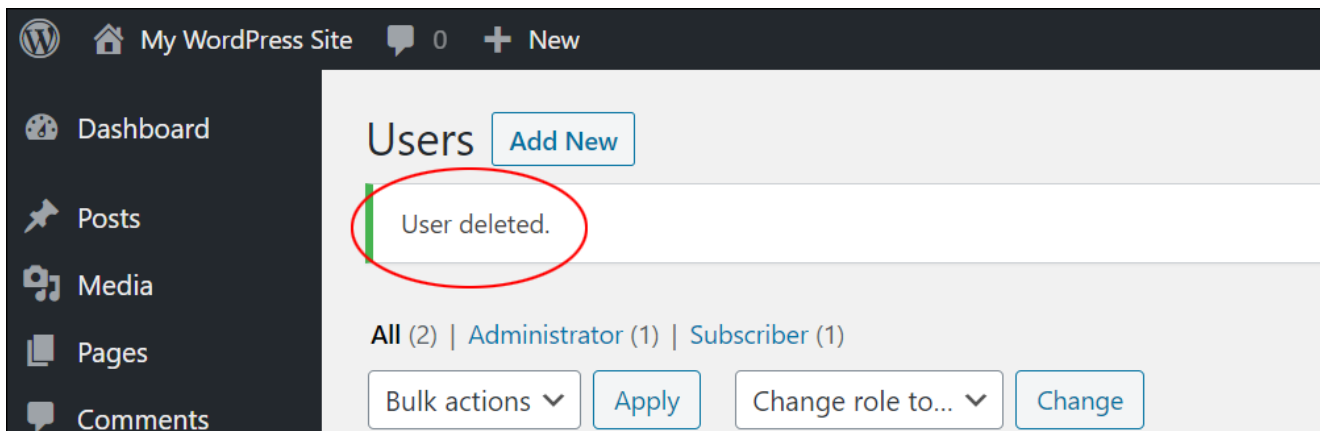 My WordPress Site 0 New
Dashboard
Users Add New
Posts
User deleted.
Media
All (2) | Administrator (1) | Subscriber (1)
Pages
Bulk actions Apply Change role to... Change
Comments